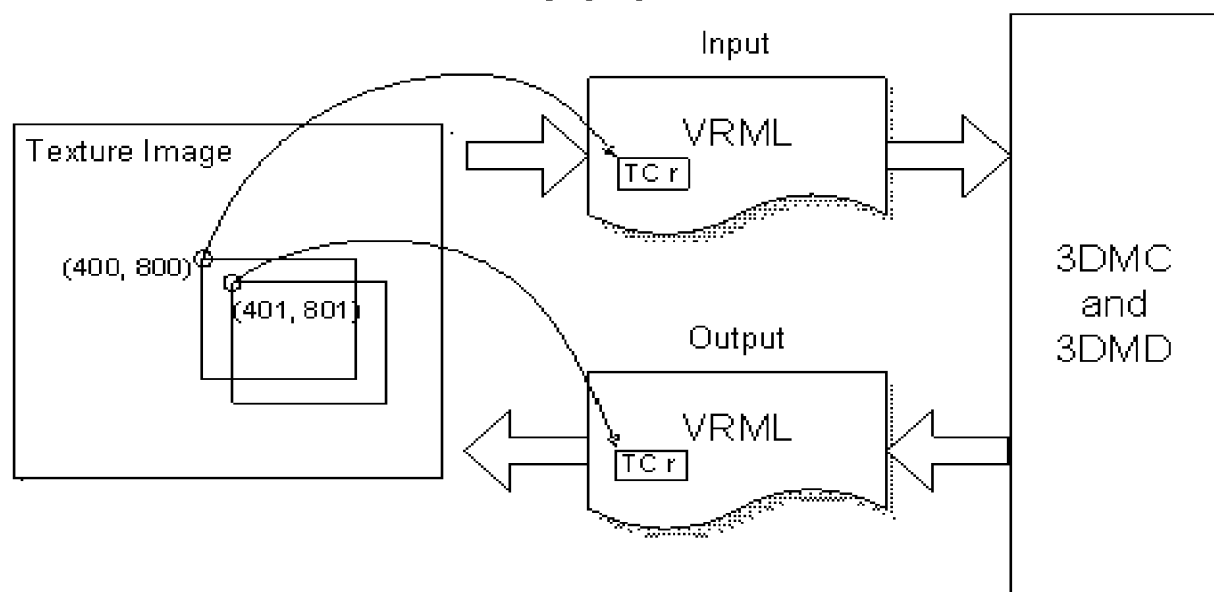 Input
VRML
TC r
Texture Image
(400, 800)
(401, 801)
3DMC
and
3DMD
Output
VRML
TC r